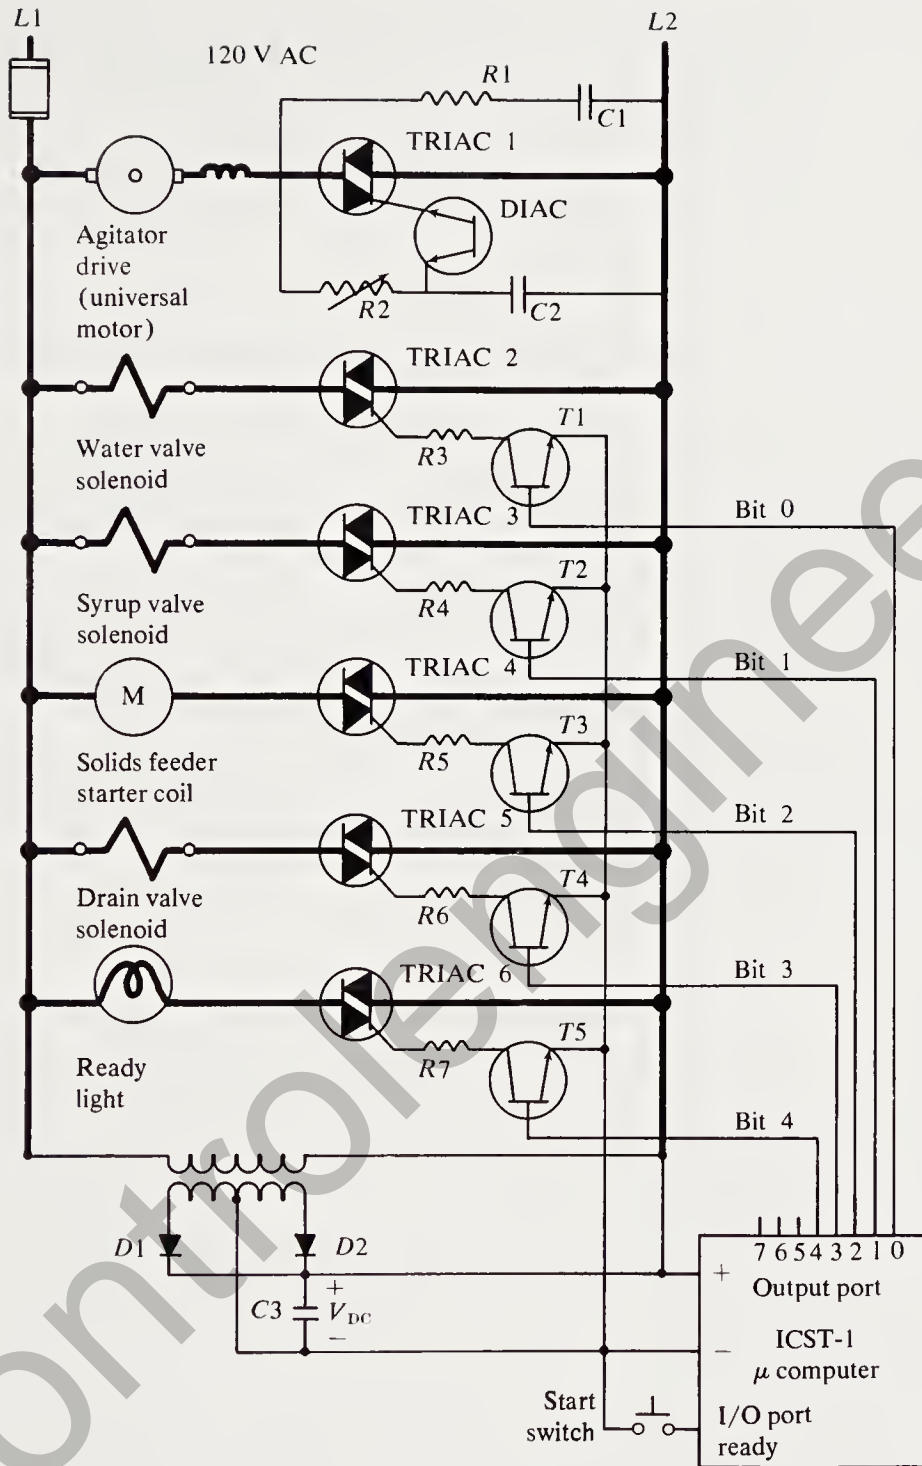 L1
L2
120 V AC
R1
C1
TRIAC 1
DIAC
Agitator
drive
(universal
motor)
R2
C2
TRIAC 2
T1
R3
Water valve
solenoid
Bit 0
TRIAC 3
T2
R4
Syrup valve
solenoid
Bit 1
TRIAC 4
M
T3
R5
Solids feeder
starter coil
Bit 2
TRIAC 5
T4
R6
Drain valve
solenoid
Bit 3
TRIAC 6
T5
R7
Ready
light
Bit 4
D1
D2
7 6 5 4 3 2 1 0
+
+
Output port
C3
VDC
−
−
ICST-1
μ computer
Start
switch
I/O port
ready
ontrolenginee